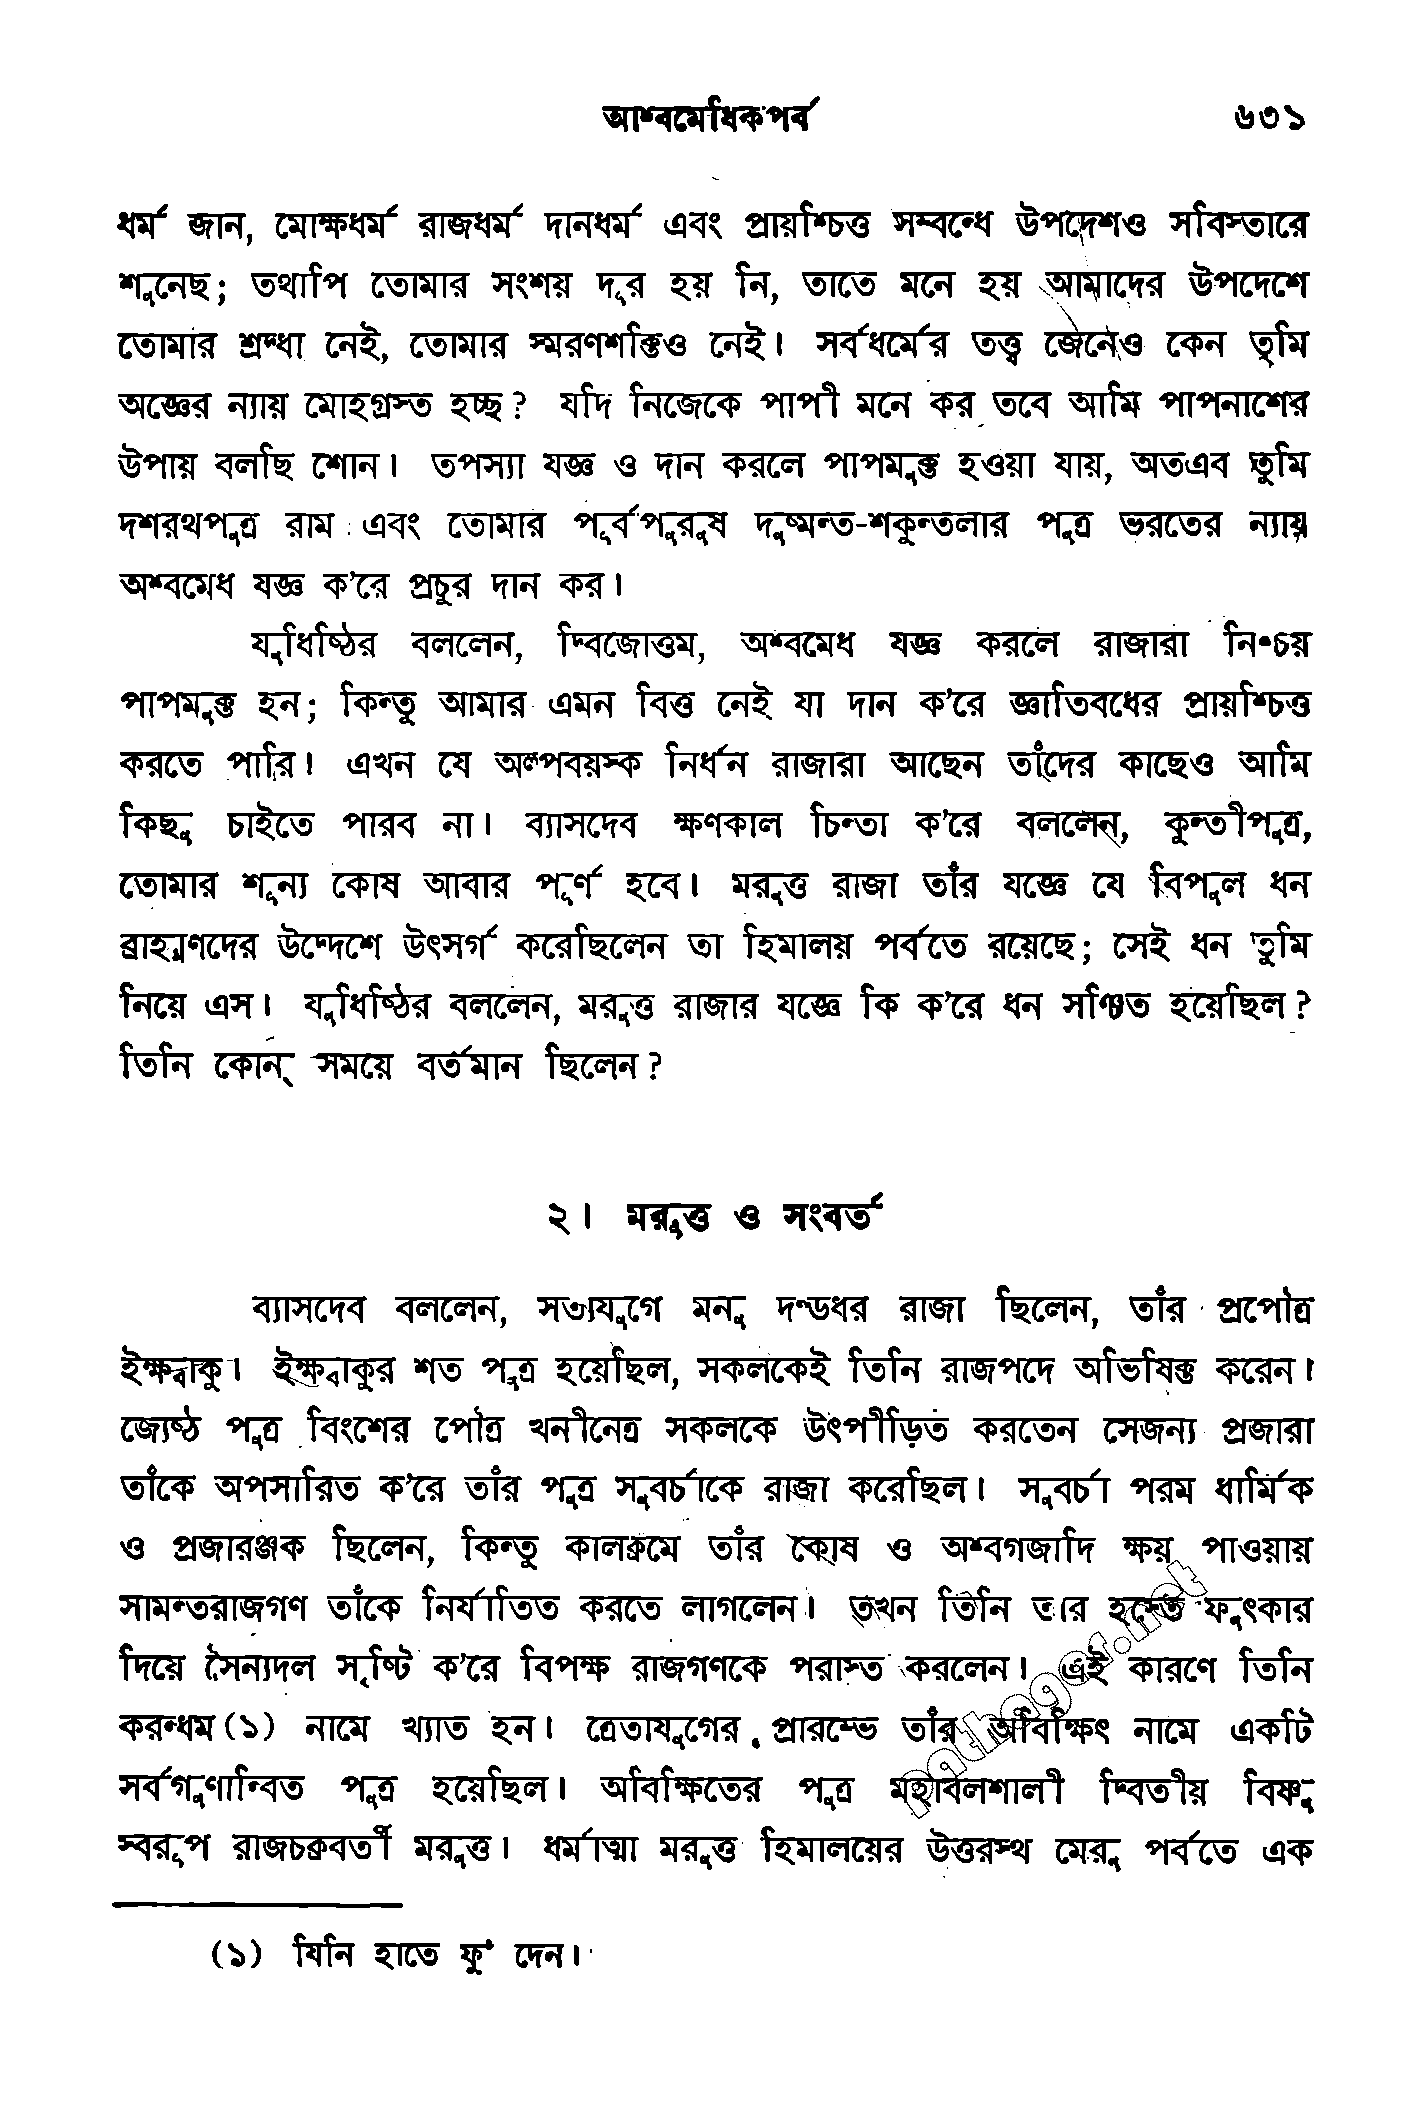 আশ্বমেধিকপর্ব ৬৩১
ধর্ম জান, মোক্ষধর্ম রাজধর্ম দানধর্ম এবং প্রায়শ্চিত্ত সম্বন্ধে উপদেশও সবিস্তারে
শুনেছ; তথাপি তোমার সংশয় দূর হয় নি, তাতে মনে হয় আমাদের উপদেশে
তোমার শ্রদ্ধা নেই, তোমার স্মরণশক্তিও নেই। সর্বধর্মের তত্ত্ব জেনেও কেন তুমি
অজ্ঞের ন্যায় মোহগ্রস্ত হচ্ছ? যদি নিজেকে পাপী মনে কর তবে আমি পাপনাশের
উপায় বলছি শোন। তপস্যা যজ্ঞ ও দান করলে পাপমুক্ত হওয়া যায়, অতএব তুমি
দশরথপুত্র রাম এবং তোমার পূর্বপুরুষ দুষ্মন্ত-শকুন্তলার পুত্র ভরতের ন্যায়
অশ্বমেধ যজ্ঞ ক'রে প্রচুর দান কর।
যুধিষ্ঠির বললেন, দ্বিজোত্তম, অশ্বমেধ যজ্ঞ করলে রাজারা নিশ্চয়
পাপমুক্ত হন; কিন্তু আমার এমন বিত্ত নেই যা দান ক'রে জ্ঞাতিবধের প্রায়শ্চিত্ত
করতে পারি। এখন যে অল্পবয়স্ক নির্ধন রাজারা আছেন তাঁদের কাছেও আমি
কিছু চাইতে পারব না। ব্যাসদেব ক্ষণকাল চিন্তা ক'রে বললেন, কুন্তীপুত্র,
তোমার শূন্য কোষ আবার পূর্ণ হবে। মরুত্ত রাজা তাঁর যজ্ঞে যে বিপুল ধন
ব্রাহ্মণদের উদ্দেশে উৎসর্গ করেছিলেন তা হিমালয় পর্বতে রয়েছে; সেই ধন তুমি
নিয়ে এস। যুধিষ্ঠির বললেন, মরুত্ত রাজার যজ্ঞে কি ক'রে ধন সঞ্চিত হয়েছিল?
তিনি কোন্ সময়ে বর্তমান ছিলেন?
২। মরুত্ত ও সংবর্ত
ব্যাসদেব বললেন, সত্যযুগে মনু দণ্ডধর রাজা ছিলেন, তাঁর প্রপৌত্র
ইক্ষ্বাকু। ইক্ষ্বাকুর শত পুত্র হয়েছিল, সকলকেই তিনি রাজপদে অভিষিক্ত করেন।
জ্যেষ্ঠ পুত্র বিংশের পৌত্র খনীনেত্র সকলকে উৎপীড়িত করতেন সেজন্য প্রজারা
তাঁকে অপসারিত ক'রে তাঁর পুত্র সুবর্চাকে রাজা করেছিল। সুবর্চা পরম ধার্মিক
ও প্রজারঞ্জক ছিলেন, কিন্তু কালক্রমে তাঁর কোষ ও অশ্বগজাদি ক্ষয় পাওয়ায়
সামন্তরাজগণ তাঁকে নির্যাতিত করতে লাগলেন। তখন তিনি তার হস্তে ফুৎকার
দিয়ে সৈন্যদল সৃষ্টি ক'রে বিপক্ষ রাজগণকে পরাস্ত করলেন। এই কারণে তিনি
করন্ধম(১) নামে খ্যাত হন। ত্রেতাযুগের প্রারম্ভে তাঁর অবিক্ষিৎ নামে একটি
সর্বগুণান্বিত পুত্র হয়েছিল। অবিক্ষিতের পুত্র মহাবলশালী দ্বিতীয় বিষ্ণু
স্বরূপ রাজচক্রবর্তী মরুত্ত। ধর্মাত্মা মরুত্ত হিমালয়ের উত্তরস্থ মেরু পর্বতে এক
(১) যিনি হাতে ফুঁ দেন।
pathagar.net